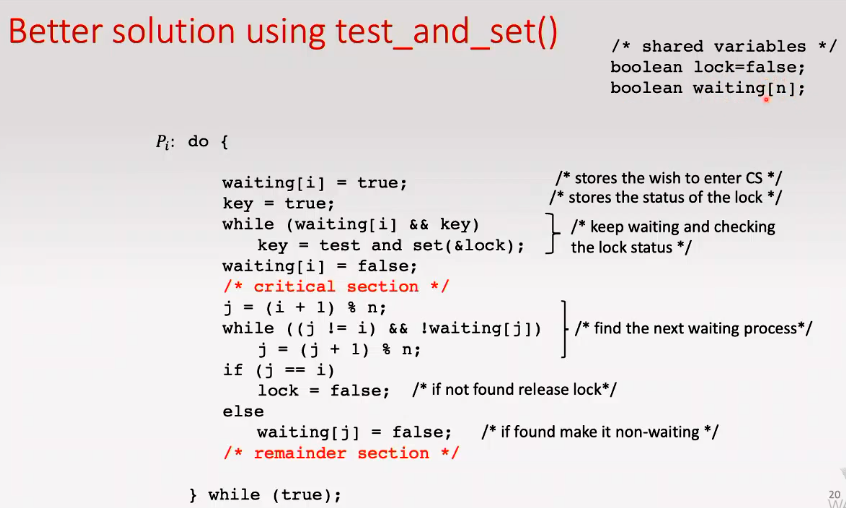 Better solution using test_and_set()
/* shared variables */
boolean lock=false;
boolean waiting[n];
Pi: do {
waiting[i] = true; /* stores the wish to enter CS */
key = true; /* stores the status of the lock */
while (waiting[i] && key) /* keep waiting and checking
key = test and set(&lock); the lock status */
waiting[i] = false;
/* critical section */
j = (i + 1) % n;
while ((j != i) && !waiting[j]) /* find the next waiting process*/
j = (j + 1) % n;
if (j == i)
lock = false; /* if not found release lock*/
else
waiting[j] = false; /* if found make it non-waiting */
/* remainder section */
} while (true);
20